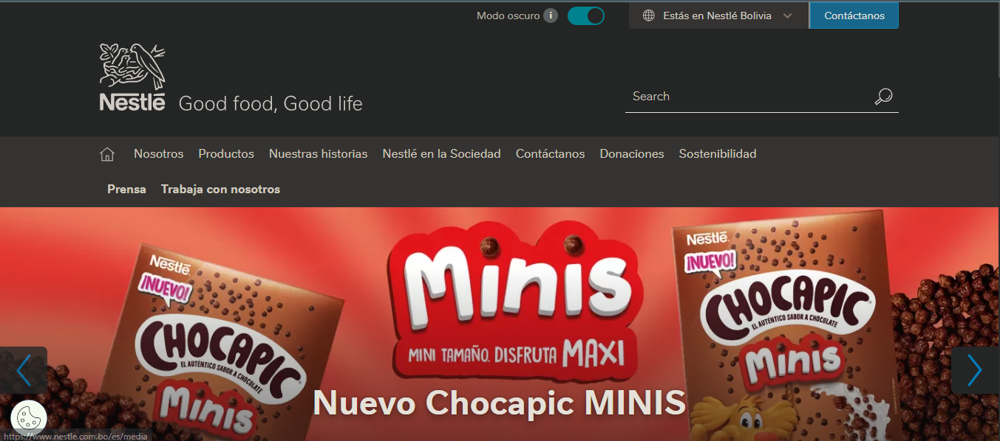 Modo oscuro i
Estás en Nestlé Bolivia
Contáctanos
Nestlé
Good food, Good life
Search
Nosotros Productos Nuestras historias Nestlé en la Sociedad Contáctanos Donaciones Sostenibilidad
Prensa Trabaja con nosotros
Nestlé
¡NUEVO!
CHOCAPIC
EL AUTÉNTICO SABOR A CHOCOLATE
Minis
Minis
MINI TAMAÑO. DISFRUTA MAXI
Nestlé
¡NUEVO!
CHOCAPIC
EL AUTÉNTICO SABOR A CHOCOLATE
Minis
Nuevo Chocapic MINIS
https://www.nestle.com.bo/es/media